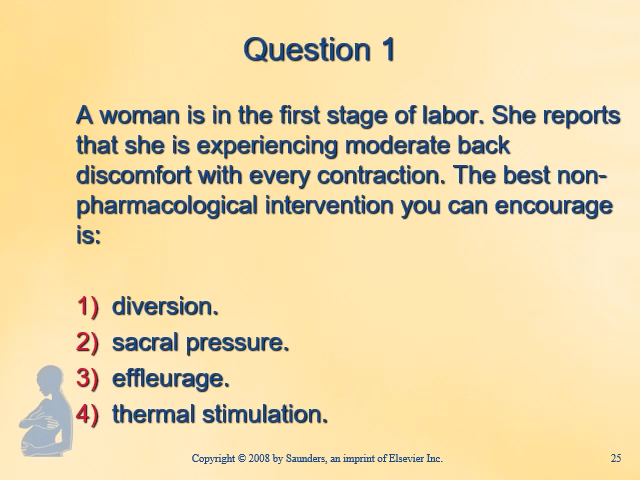 Question 1
A woman is in the first stage of labor. She reports
that she is experiencing moderate back
discomfort with every contraction. The best non-
pharmacological intervention you can encourage
is:
1) diversion.
2) sacral pressure.
3) effleurage.
4) thermal stimulation.
Copyright © 2008 by Saunders, an imprint of Elsevier Inc.
25